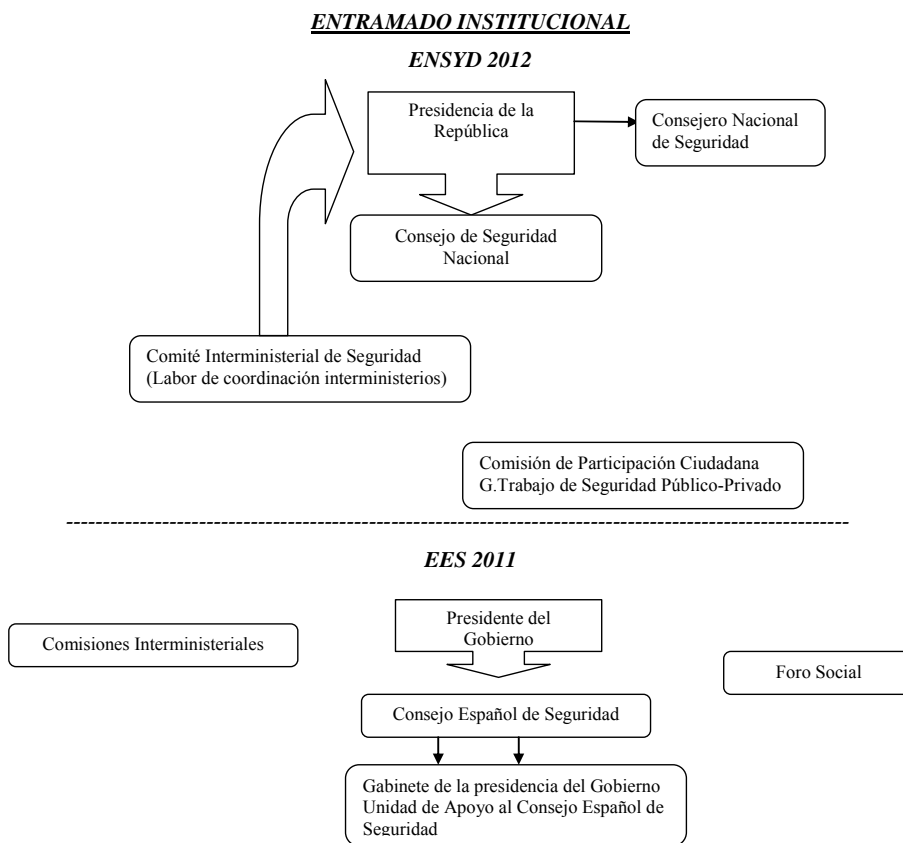 ENTRAMADO INSTITUCIONAL
ENSYD 2012
Presidencia de la
República
Consejero Nacional
de Seguridad
Consejo de Seguridad
Nacional
Comité Interministerial de Seguridad
(Labor de coordinación interministerios)
Comisión de Participación Ciudadana
G.Trabajo de Seguridad Público-Privado
EES 2011
Presidente del
Gobierno
Comisiones Interministeriales
Foro Social
Consejo Español de Seguridad
Gabinete de la presidencia del Gobierno
Unidad de Apoyo al Consejo Español de
Seguridad